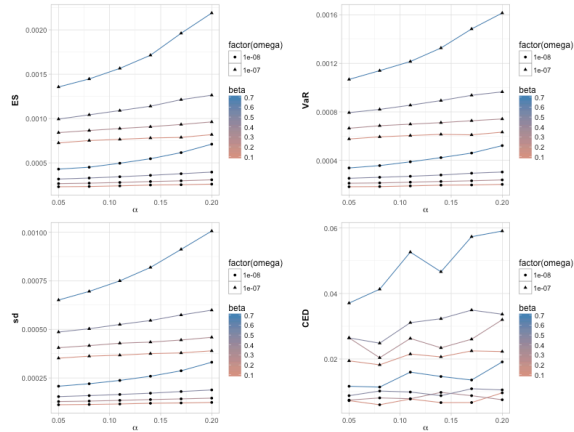 0.0020
0.0015
0.0010
0.0005
ES
0.05
0.10
0.15
0.20
α
factor(omega)
1e-08
1e-07
beta
0.7
0.6
0.5
0.4
0.3
0.2
0.1
0.0016
0.0012
0.0008
0.0004
VaR
0.05
0.10
0.15
0.20
α
factor(omega)
1e-08
1e-07
beta
0.7
0.6
0.5
0.4
0.3
0.2
0.1
0.00100
0.00075
0.00050
0.00025
sd
0.05
0.10
0.15
0.20
α
factor(omega)
1e-08
1e-07
beta
0.7
0.6
0.5
0.4
0.3
0.2
0.1
0.06
0.04
0.02
CED
0.05
0.10
0.15
0.20
α
factor(omega)
1e-08
1e-07
beta
0.7
0.6
0.5
0.4
0.3
0.2
0.1